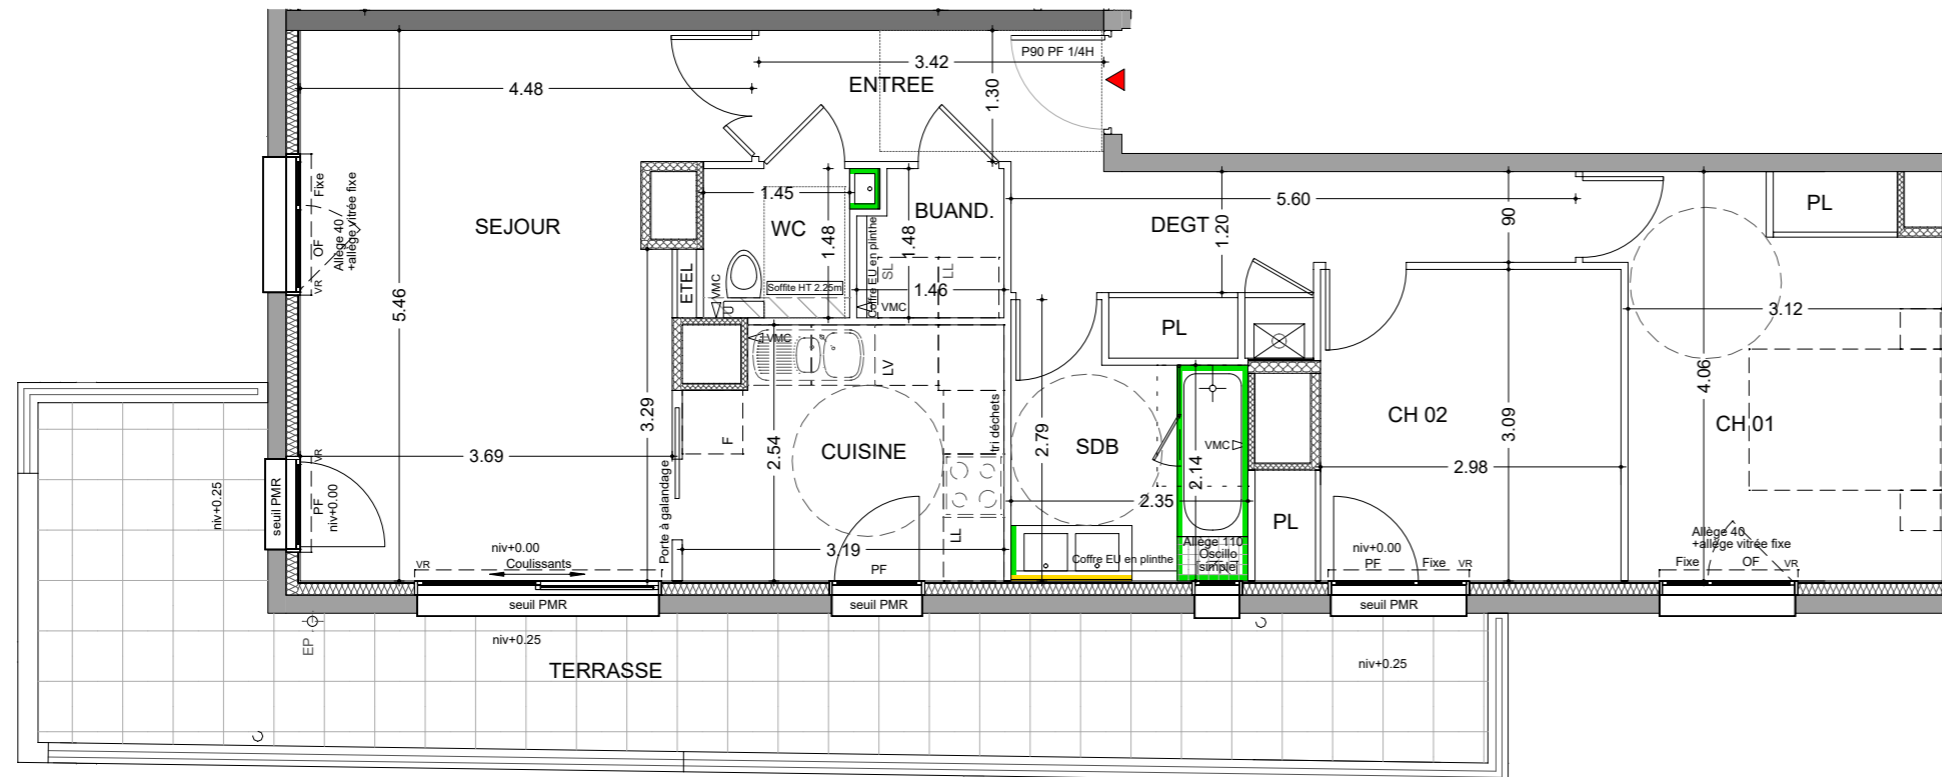 P90 PF 1/4H
3.42
ENTREE
1.30
4.48
Fixe
OF
VR
Allège 40
+allège vitrée fixe
SEJOUR
5.46
1.45
WC
1.48
Soffite HT 2.25m
ETEL
VMC
BUAND.
1.48
Coffre EU en plinthe
SL
LL
1.46
VMC
DEGT
1.20
5.60
90
PL
PL
3.12
4.06
CH 01
CH 02
3.09
2.98
VMC
LV
F
CUISINE
2.54
3.29
3.69
tri déchets
2.79
SDB
VMC
2.14
2.35
PL
LL
3.19
Porte à galandage
Coffre EU en plinthe
Allège 110
Oscillo
simple
niv+0.25
seuil PMR
PF
VR
niv+0.00
niv+0.00
VR
Coulissants
PF
niv+0.00
PF
Fixe
VR
Allège 40
+allège vitrée fixe
Fixe
OF
VR
seuil PMR
seuil PMR
seuil PMR
EP
niv+0.25
TERRASSE
niv+0.25